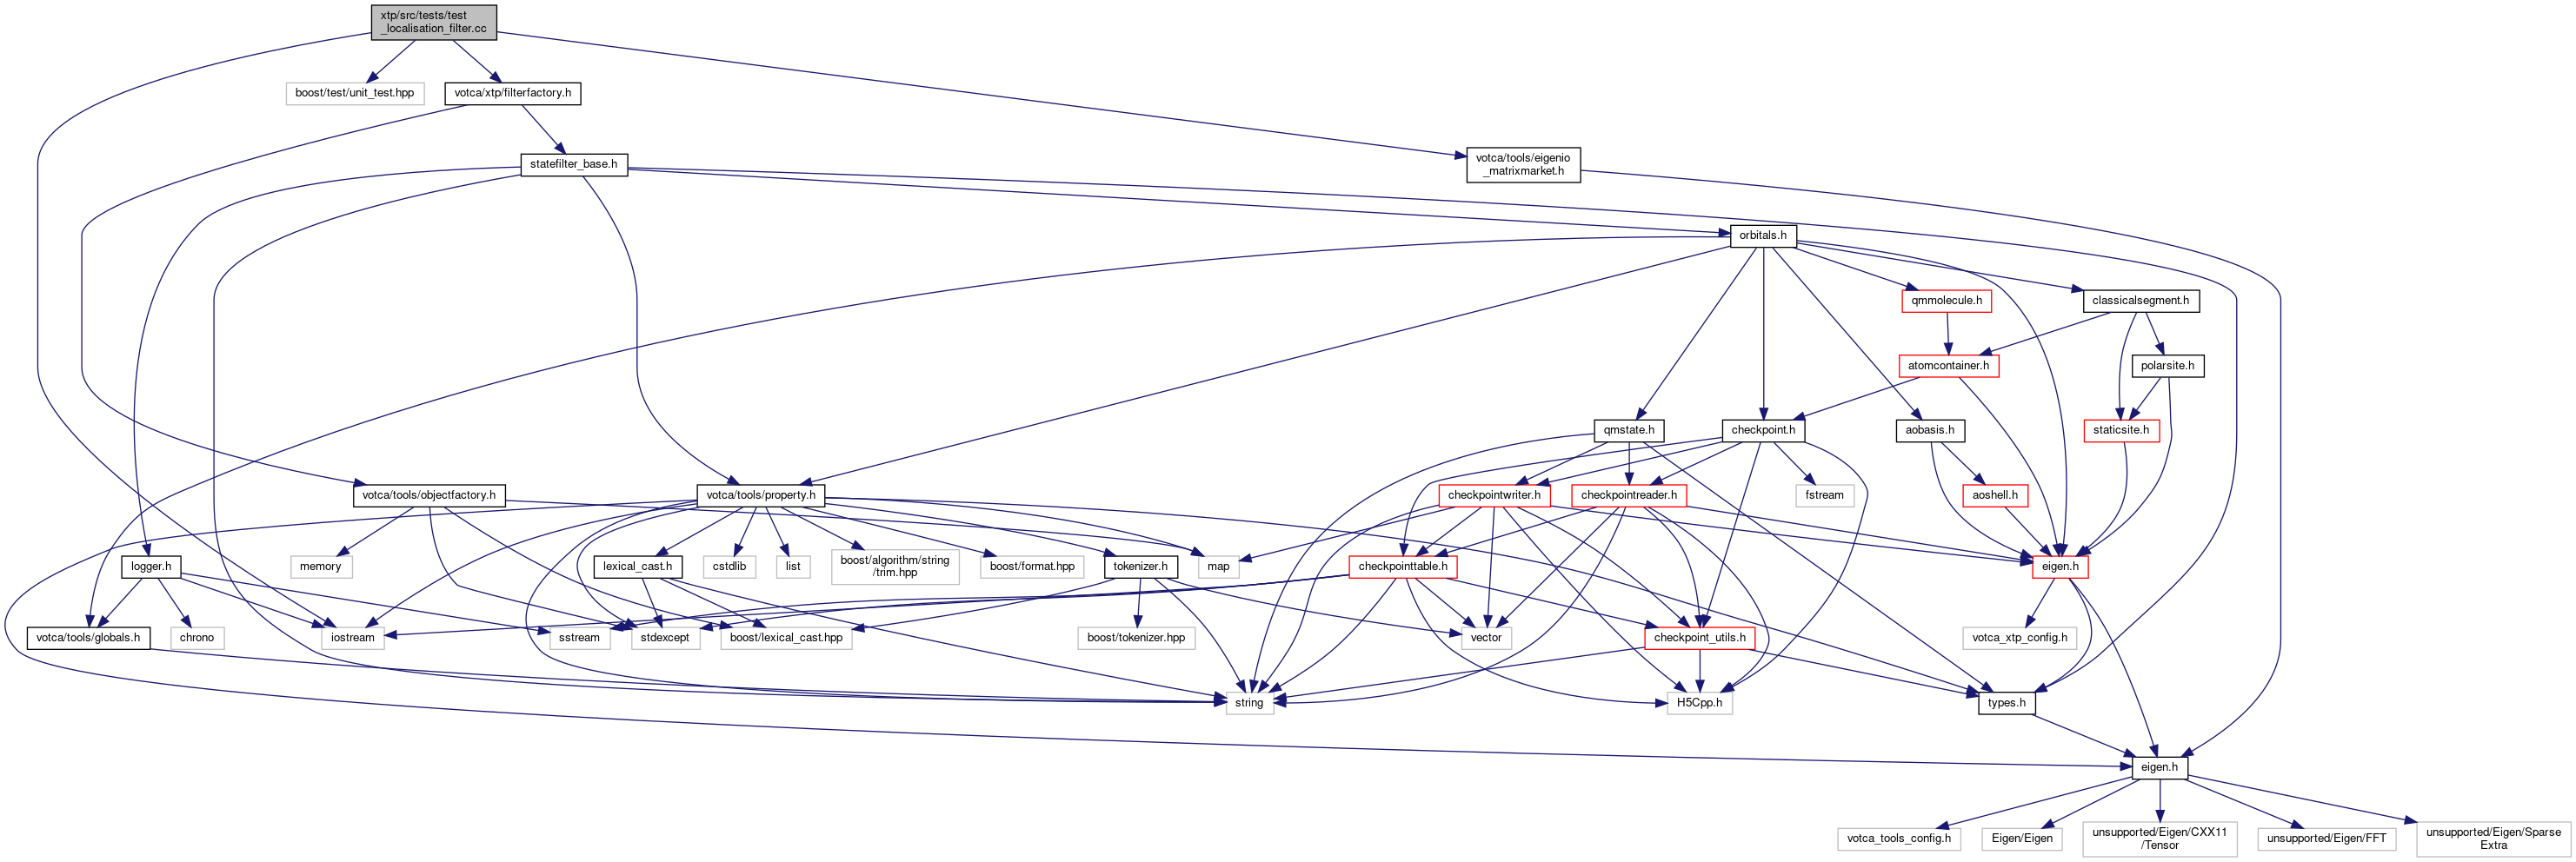 xtp/src/tests/test
_localisation_filter.cc
boost/test/unit_test.hpp
votca/xtp/filterfactory.h
statefilter_base.h
votca/tools/eigenio
_matrixmarket.h
orbitals.h
qmmolecule.h
classicalsegment.h
atomcontainer.h
polarsite.h
qmstate.h
checkpoint.h
aobasis.h
staticsite.h
votca/tools/objectfactory.h
votca/tools/property.h
checkpointwriter.h
checkpointreader.h
fstream
aoshell.h
logger.h
memory
lexical_cast.h
cstdlib
list
boost/algorithm/string
/trim.hpp
boost/format.hpp
tokenizer.h
map
checkpointtable.h
eigen.h
votca/tools/globals.h
chrono
iostream
sstream
stdexcept
boost/lexical_cast.hpp
boost/tokenizer.hpp
vector
checkpoint_utils.h
votca_xtp_config.h
string
H5Cpp.h
types.h
eigen.h
votca_tools_config.h
Eigen/Eigen
unsupported/Eigen/CXX11
/Tensor
unsupported/Eigen/FFT
unsupported/Eigen/Sparse
Extra